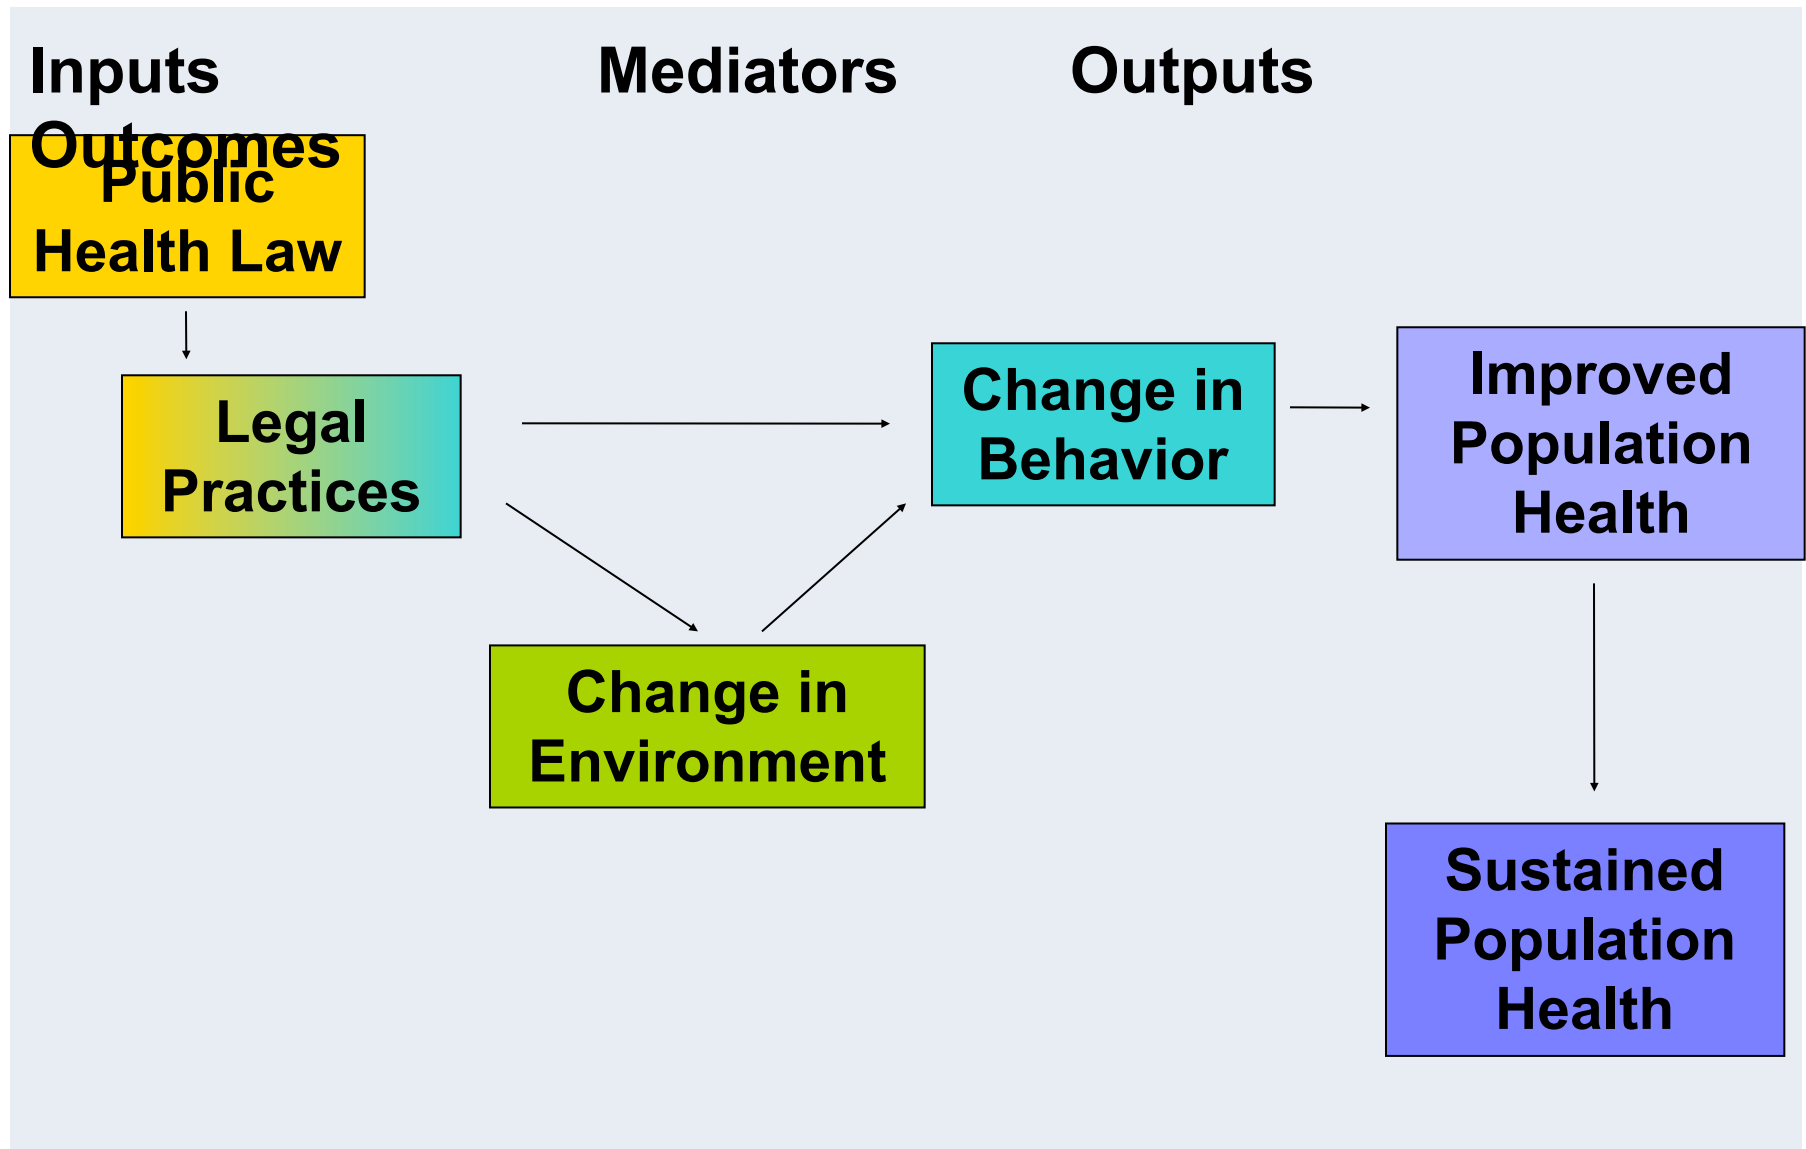 Inputs Mediators Outputs
Outcomes
Public
Health Law
Legal
Practices
Change in
Behavior
Improved
Population
Health
Change in
Environment
Sustained
Population
Health